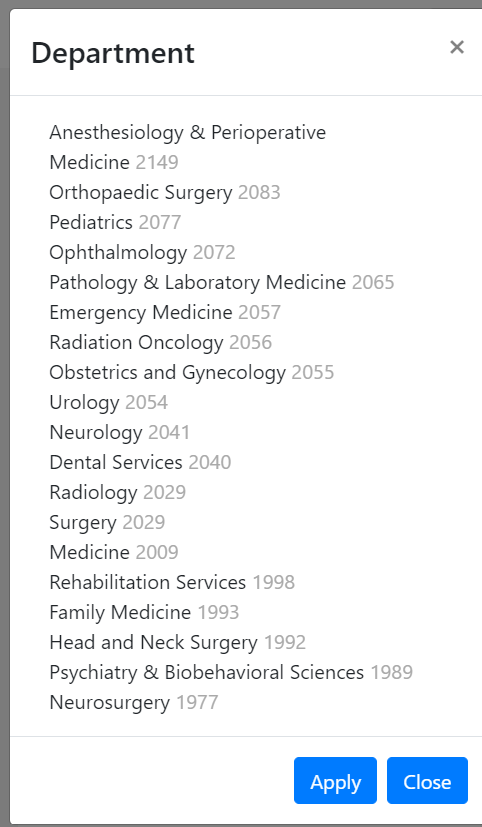 Department ×
Anesthesiology & Perioperative
Medicine 2149
Orthopaedic Surgery 2083
Pediatrics 2077
Ophthalmology 2072
Pathology & Laboratory Medicine 2065
Emergency Medicine 2057
Radiation Oncology 2056
Obstetrics and Gynecology 2055
Urology 2054
Neurology 2041
Dental Services 2040
Radiology 2029
Surgery 2029
Medicine 2009
Rehabilitation Services 1998
Family Medicine 1993
Head and Neck Surgery 1992
Psychiatry & Biobehavioral Sciences 1989
Neurosurgery 1977
Apply Close